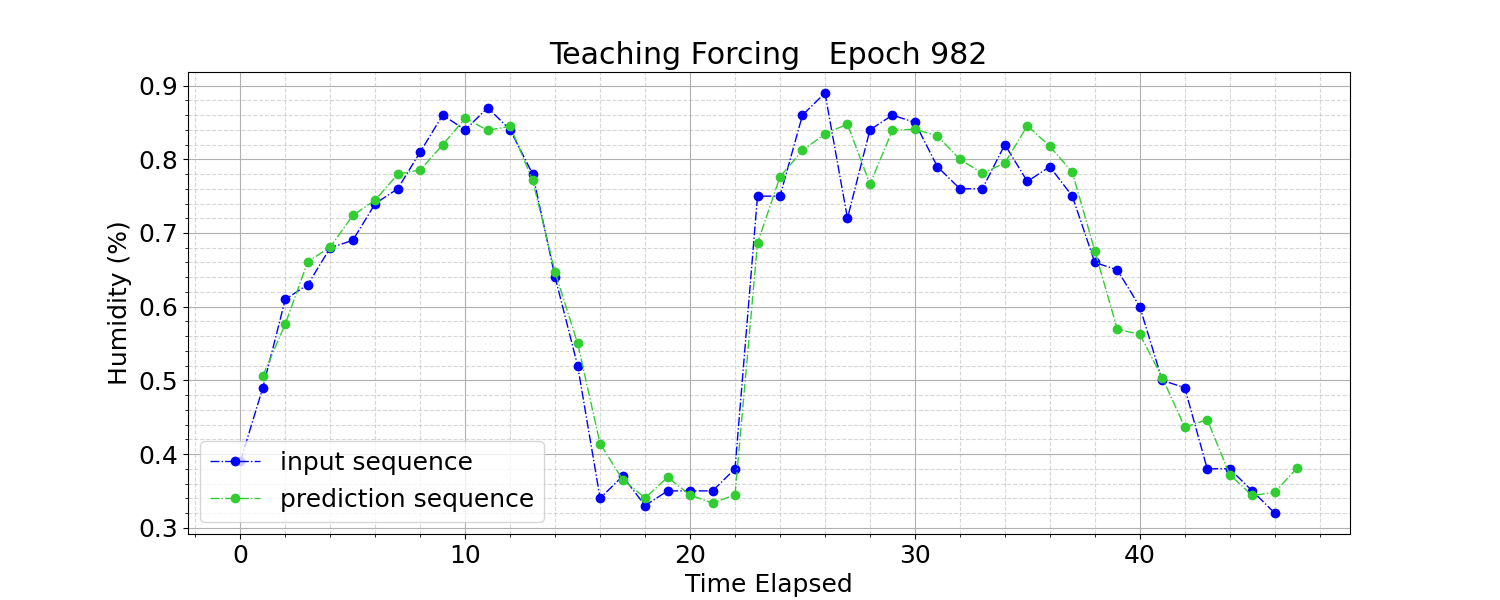 Teaching Forcing   Epoch 982
Humidity (%)
0.9
0.8
0.7
0.6
0.5
0.4
0.3
input sequence
prediction sequence
0 10 20 30 40
Time Elapsed